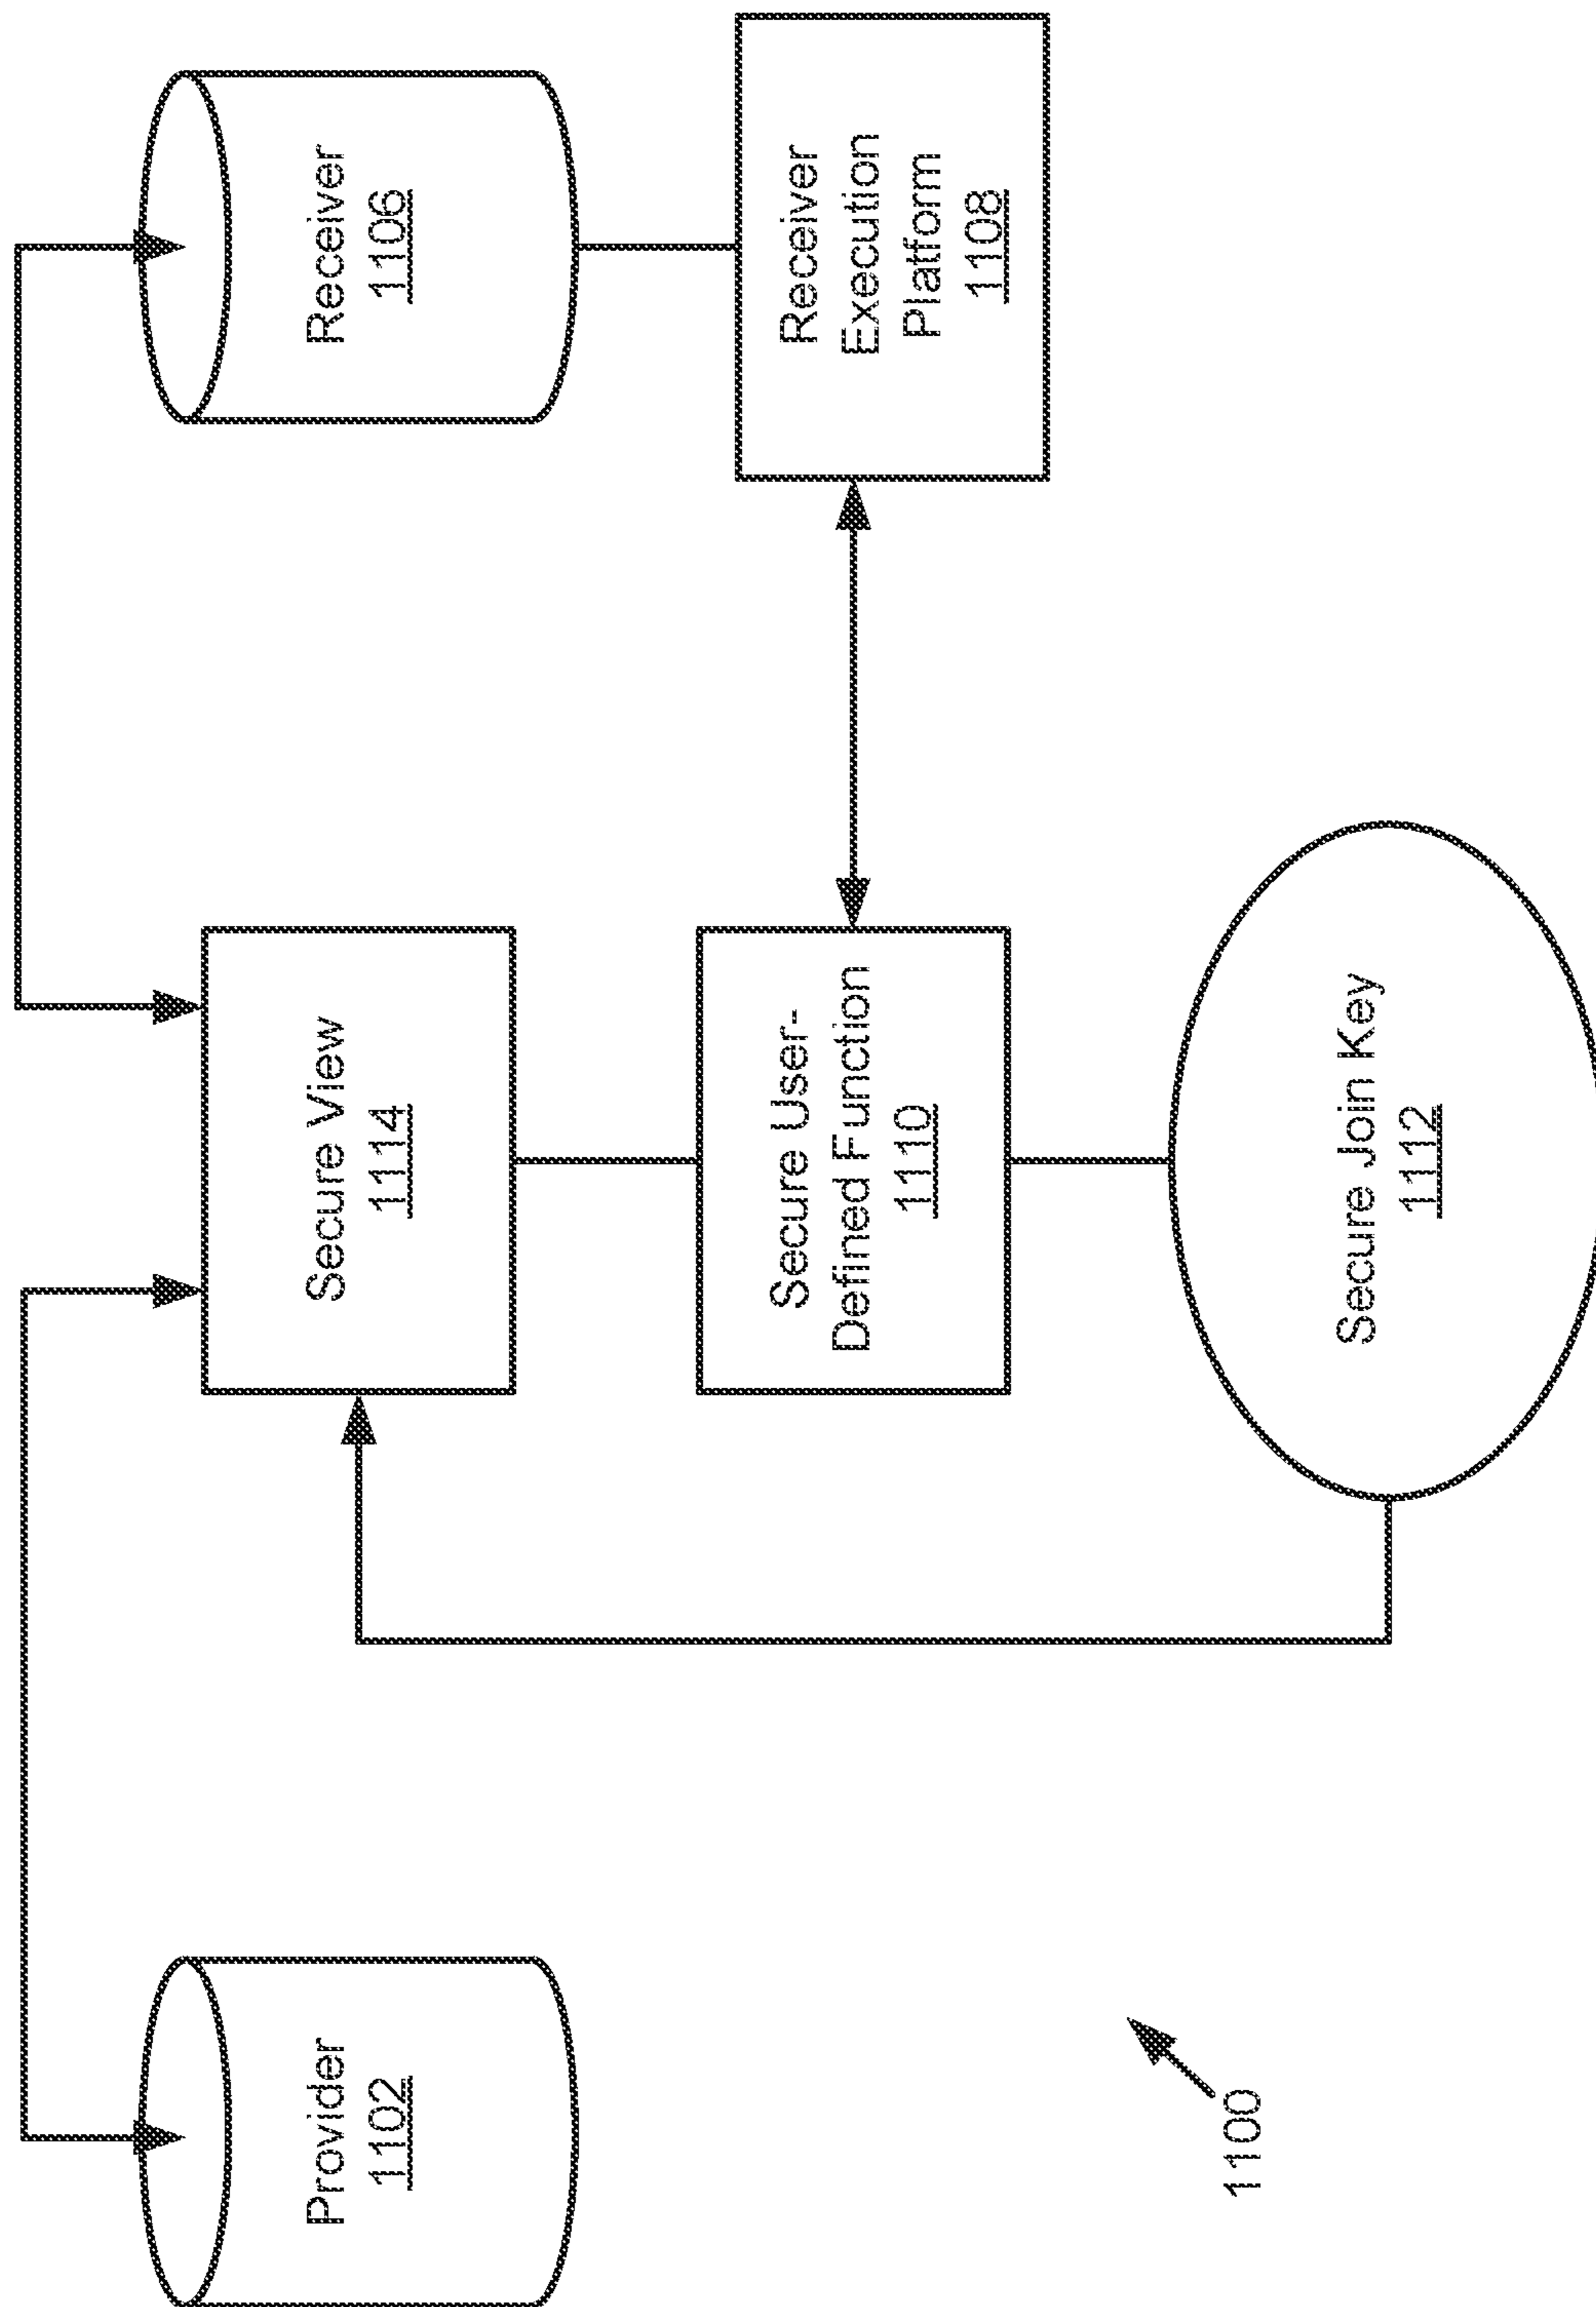 Provider
1102
Secure View
1114
Receiver
1106
Secure User-
Defined Function
1110
Receiver
Execution
Platform
1108
Secure Join Key
1112
1100